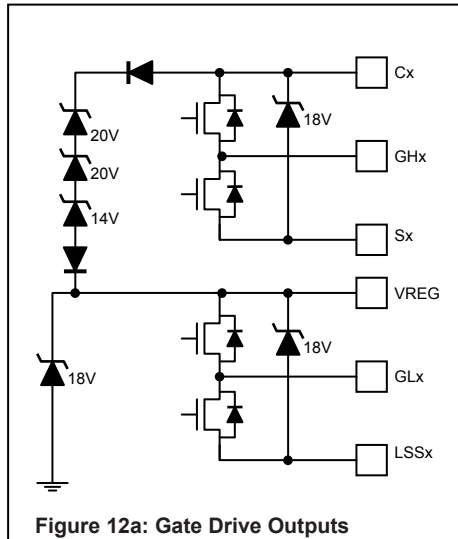 Cx
20V
18V
20V
GHx
14V
Sx
VREG
18V
18V
GLx
LSSx
Figure 12a: Gate Drive Outputs